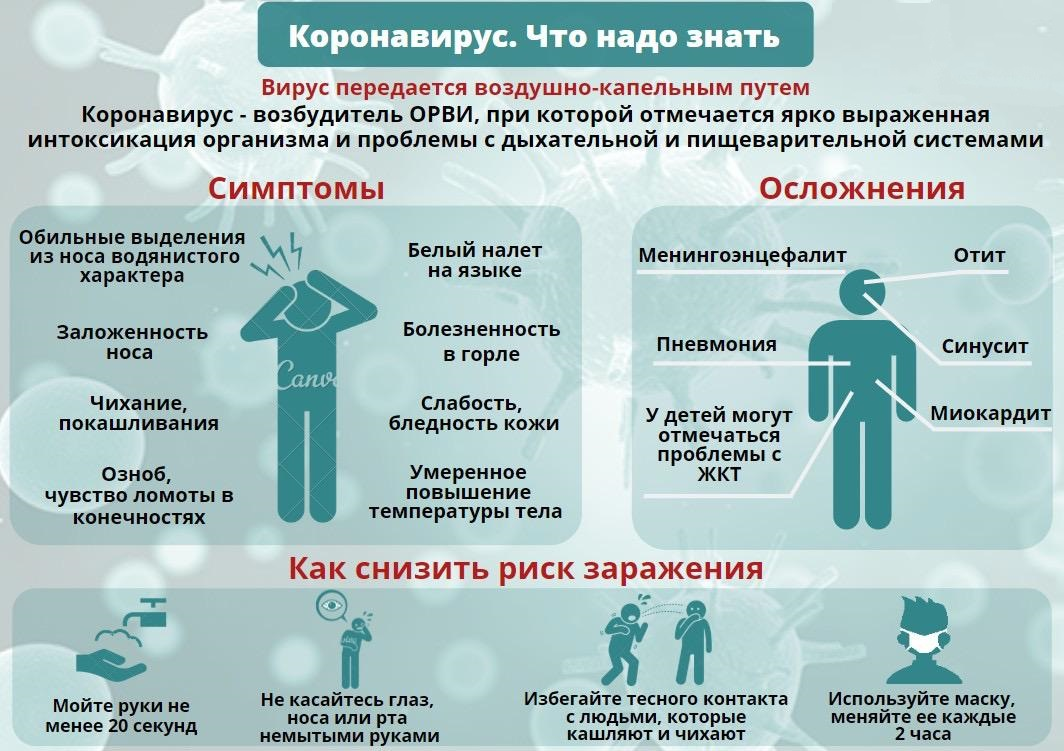 Коронавирус. Что надо знать
Вирус передается воздушно-капельным путем
Коронавирус - возбудитель ОРВИ, при которой отмечается ярко выраженная
интоксикация организма и проблемы с дыхательной и пищеварительной системами
Симптомы
Обильные выделения
из носа водянистого
характера
Заложенность
носа
Чихание,
покашливания
Озноб,
чувство ломоты в
конечностях
Canva
Белый налет
на языке
Болезненность
в горле
Слабость,
бледность кожи
Умеренное
повышение
температуры тела
Осложнения
Менингоэнцефалит
Отит
Пневмония
Синусит
Миокардит
У детей могут
отмечаться
проблемы с
ЖКТ
Как снизить риск заражения
Мойте руки не
менее 20 секунд
Не касайтесь глаз,
носа или рта
немытыми руками
Избегайте тесного контакта
с людьми, которые
кашляют и чихают
Используйте маску,
меняйте ее каждые
2 часа